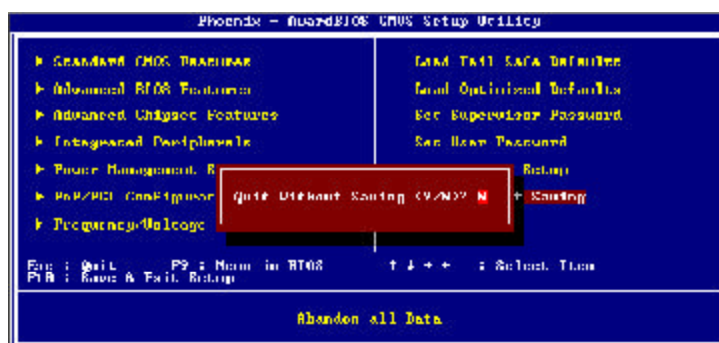 Phoenix - AwardBIOS CMOS Setup Utility
Standard CMOS Features
Advanced BIOS Features
Advanced Chipset Features
Integrated Peripherals
Power Management S
PnP/PCI Configurat
Frequency/Voltage
Load Fail Safe Defaults
Load Optimized Defaults
Set Supervisor Password
Set User Password
Setup
Saving
Quit Without Saving (Y/N)? N
Esc : Quit F9 : Menu in BIOS ↑ ↓ → ← : Select Item
F10 : Save & Exit Setup
Abandon all Data